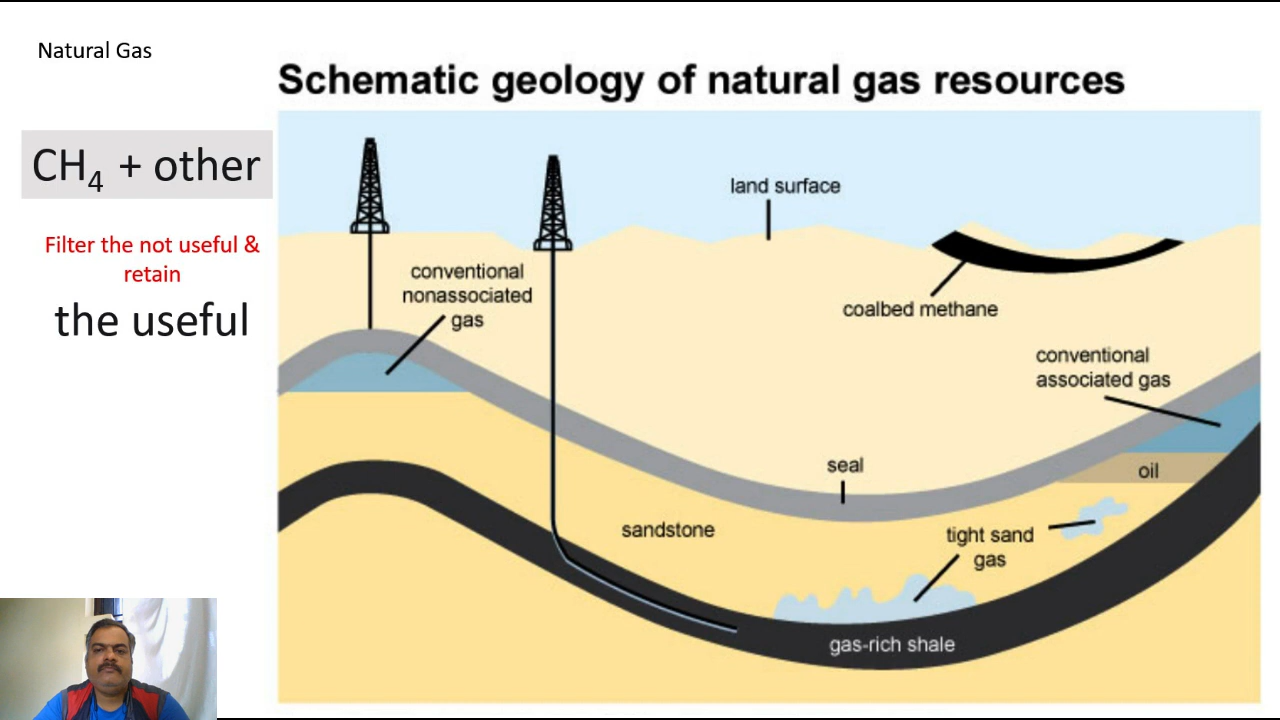 Natural Gas
Schematic geology of natural gas resources
CH₄ + other
Filter the not useful &
retain
the useful
land surface
conventional
nonassociated
gas
coalbed methane
conventional
associated gas
seal
oil
sandstone
tight sand
gas
gas-rich shale